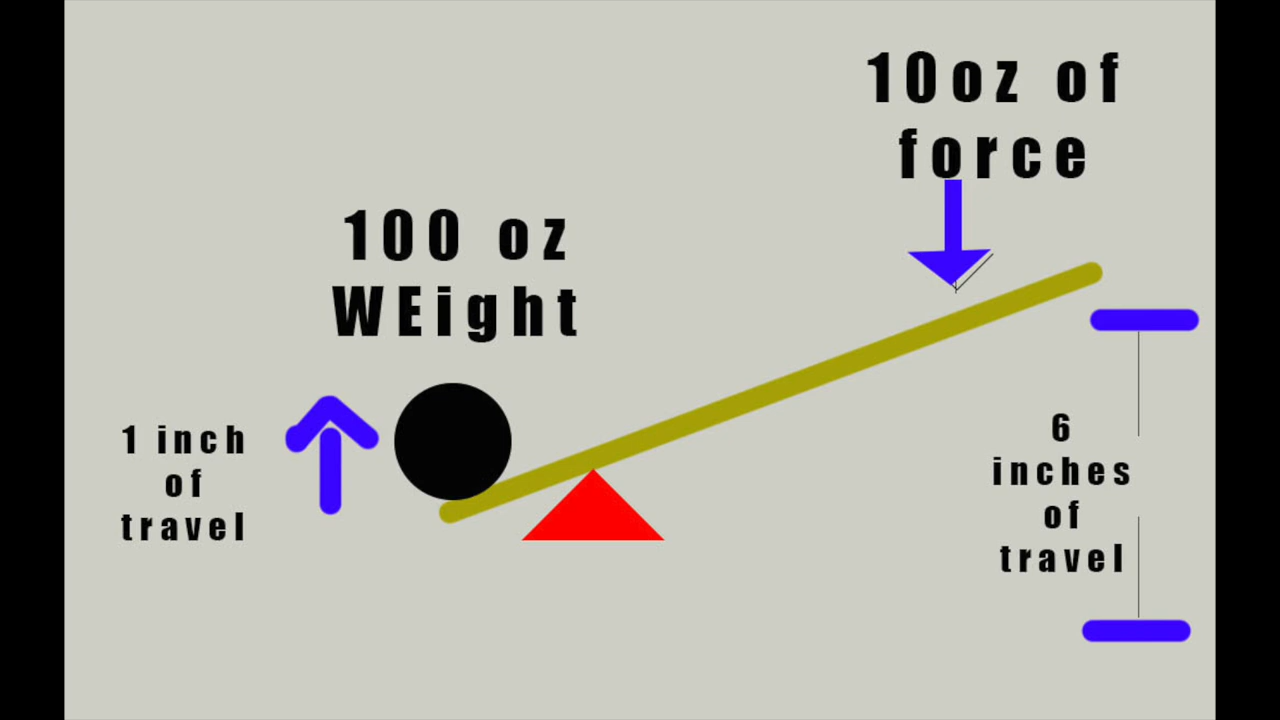 10oz of
force
100 oz
WEight
1 inch
of
travel
6
inches
of
travel